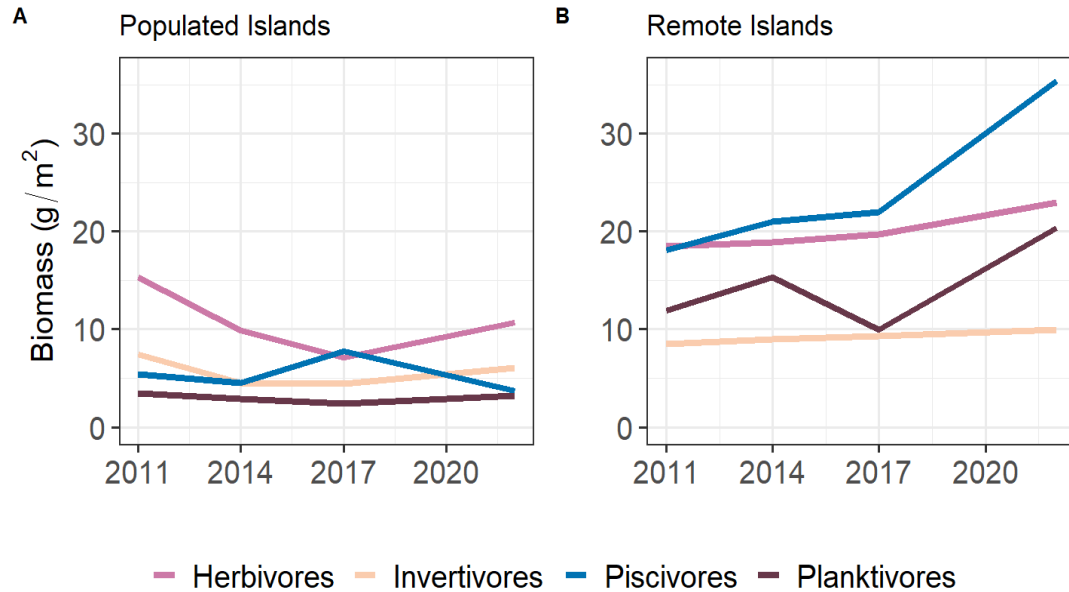 A
Populated Islands
B
Remote Islands
Biomass (g/m²)
30
20
10
0
2011 2014 2017 2020
30
20
10
0
2011 2014 2017 2020
Herbivores Invertivores Piscivores Planktivores